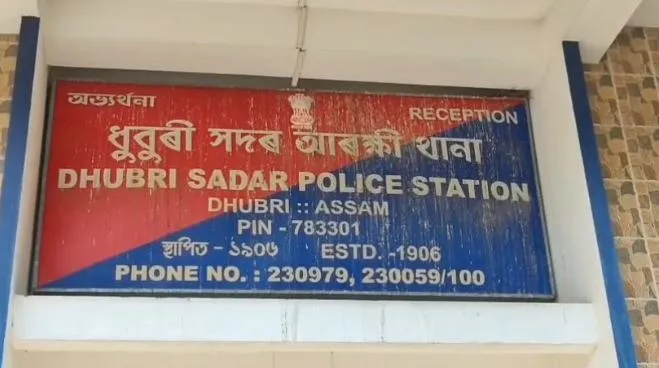 অভ্যৰ্থনা RECEPTION
ধুবুৰী সদৰ আৰক্ষী থানা
DHUBRI SADAR POLICE STATION
DHUBRI :: ASSAM
PIN - 783301
স্থাপিত - ১৯০৬ ESTD. -1906
PHONE NO. : 230979, 230059/100